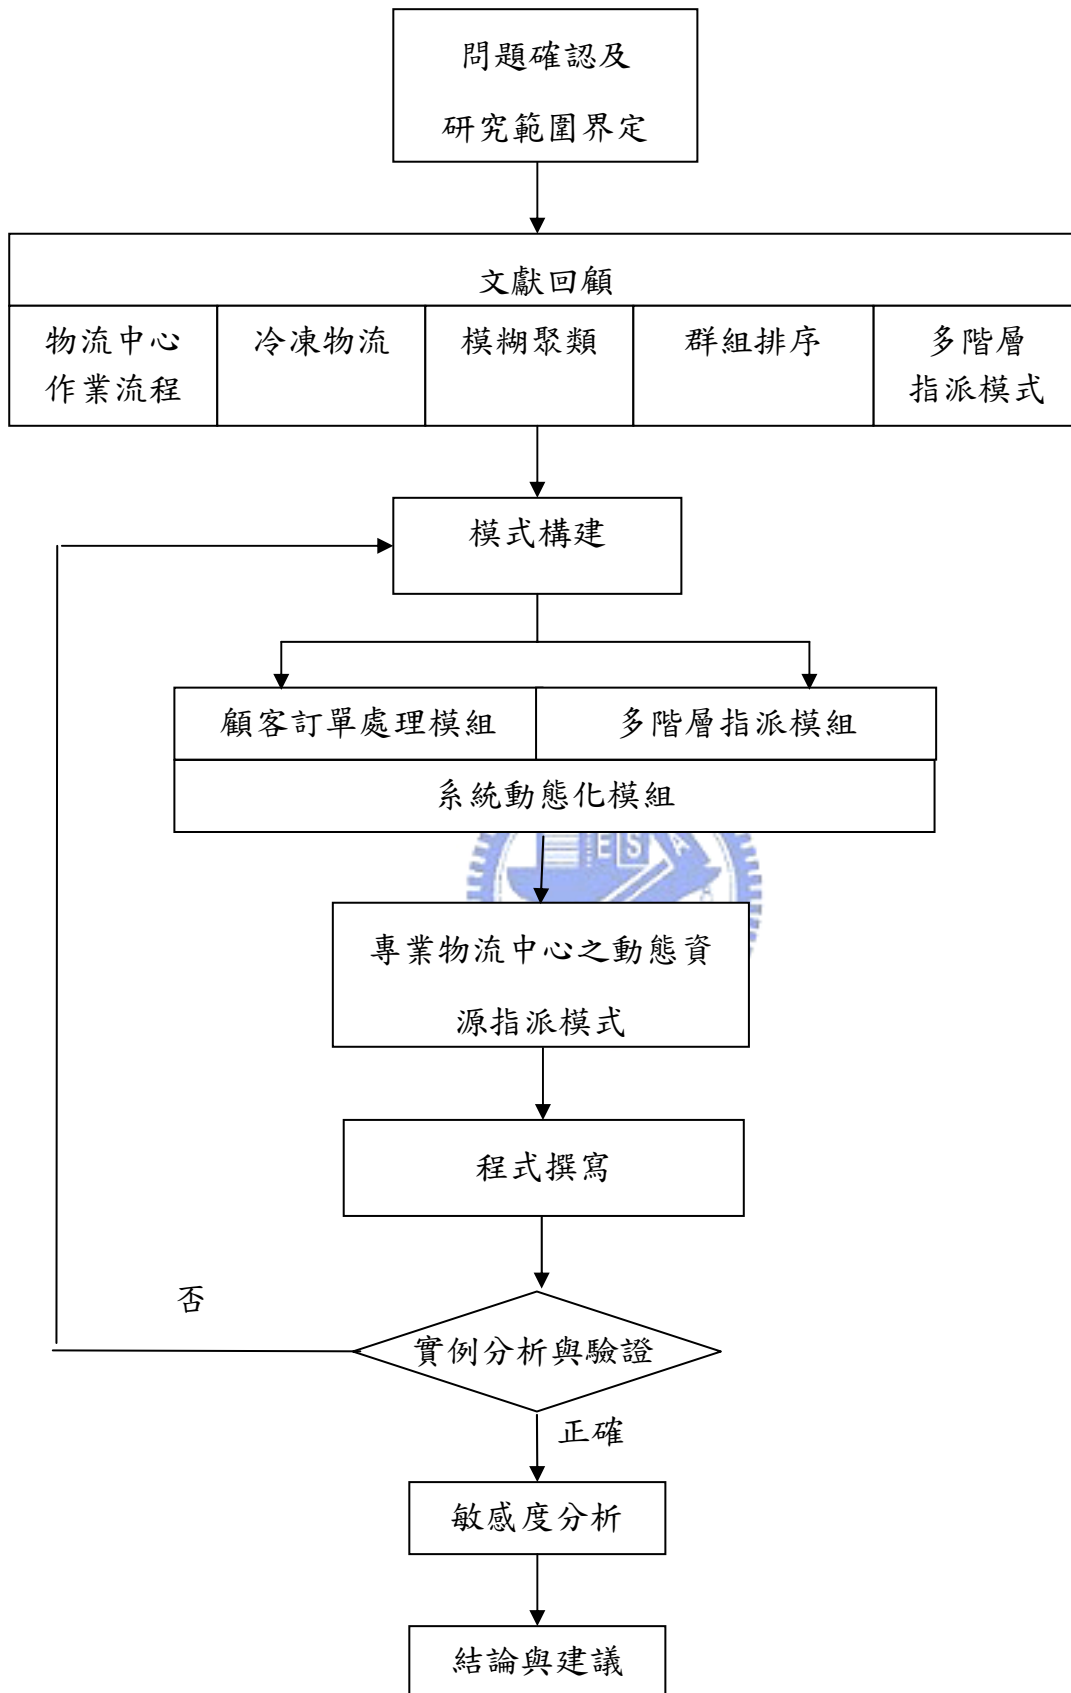 問題確認及
研究範圍界定
文獻回顧
物流中心
作業流程
冷凍物流
模糊聚類
群組排序
多階層
指派模式
模式構建
顧客訂單處理模組
多階層指派模組
系統動態化模組
ESA
專業物流中心之動態資
源指派模式
程式撰寫
否
實例分析與驗證
正確
敏感度分析
結論與建議